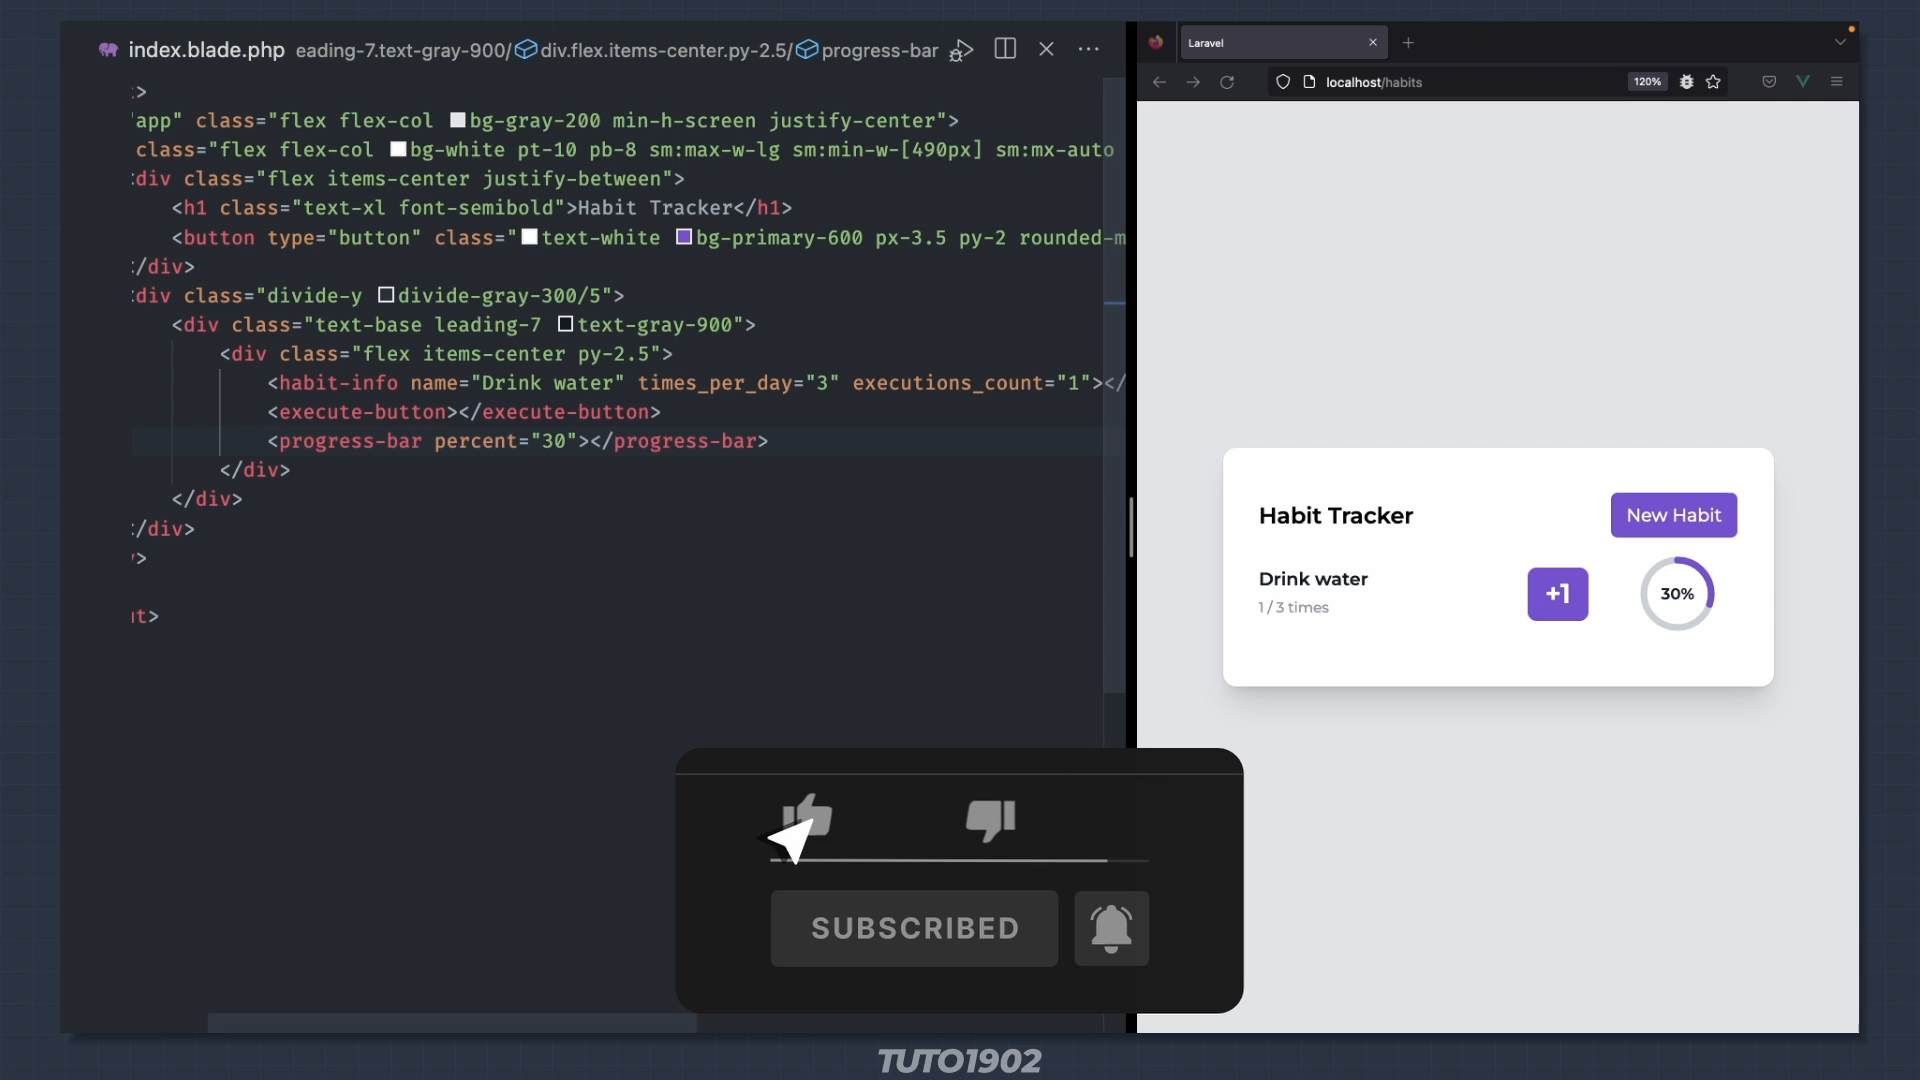 index.blade.php eading-7.text-gray-900/ div.flex.items-center.py-2.5/ progress-bar
t>
'app" class="flex flex-col bg-gray-200 min-h-screen justify-center">
class="flex flex-col bg-white pt-10 pb-8 sm:max-w-lg sm:min-w-[490px] sm:mx-auto
<div class="flex items-center justify-between">
<h1 class="text-xl font-semibold">Habit Tracker</h1>
<button type="button" class="text-white bg-primary-600 px-3.5 py-2 rounded-m
</div>
<div class="divide-y divide-gray-300/5">
<div class="text-base leading-7 text-gray-900">
<div class="flex items-center py-2.5">
<habit-info name="Drink water" times_per_day="3" executions_count="1"></
<execute-button></execute-button>
<progress-bar percent="30"></progress-bar>
</div>
</div>
</div>
>
nt>
Laravel
localhost/habits
120%
Habit Tracker
New Habit
Drink water
1 / 3 times
+1
30%
SUBSCRIBED
TUTO1902